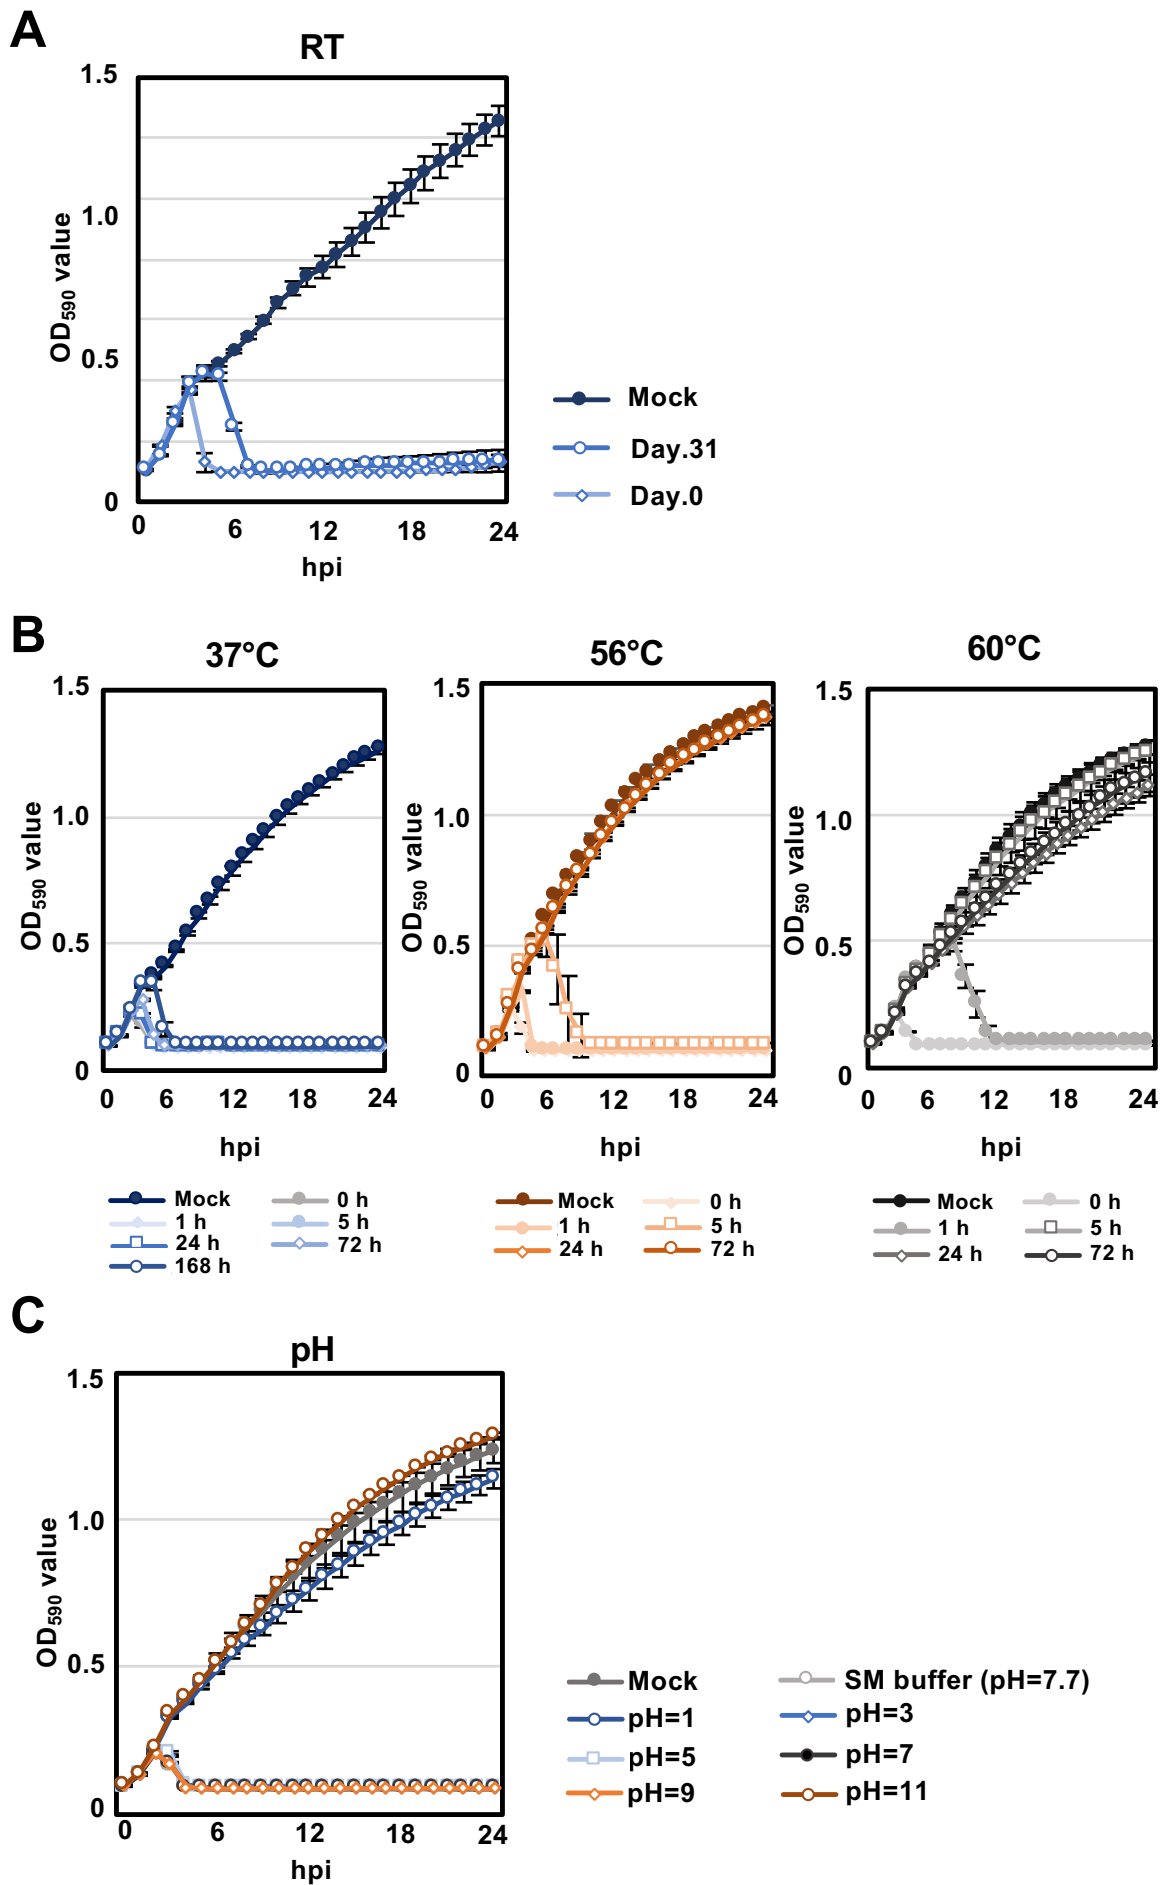 A
RT
1.5
1.0
0.5
0
OD590 value
0 6 12 18 24
hpi
Mock
Day.31
Day.0
B
37°C
1.5
1.0
0.5
0
OD590 value
0 6 12 18 24
hpi
Mock 0 h
1 h 5 h
24 h 72 h
168 h
56°C
1.5
1.0
0.5
0
OD590 value
0 6 12 18 24
hpi
Mock 0 h
1 h 5 h
24 h 72 h
60°C
1.5
1.0
0.5
0
OD590 value
0 6 12 18 24
hpi
Mock 0 h
1 h 5 h
24 h 72 h
C
pH
1.5
1.0
0.5
0
OD590 value
0 6 12 18 24
hpi
Mock SM buffer (pH=7.7)
pH=1 pH=3
pH=5 pH=7
pH=9 pH=11